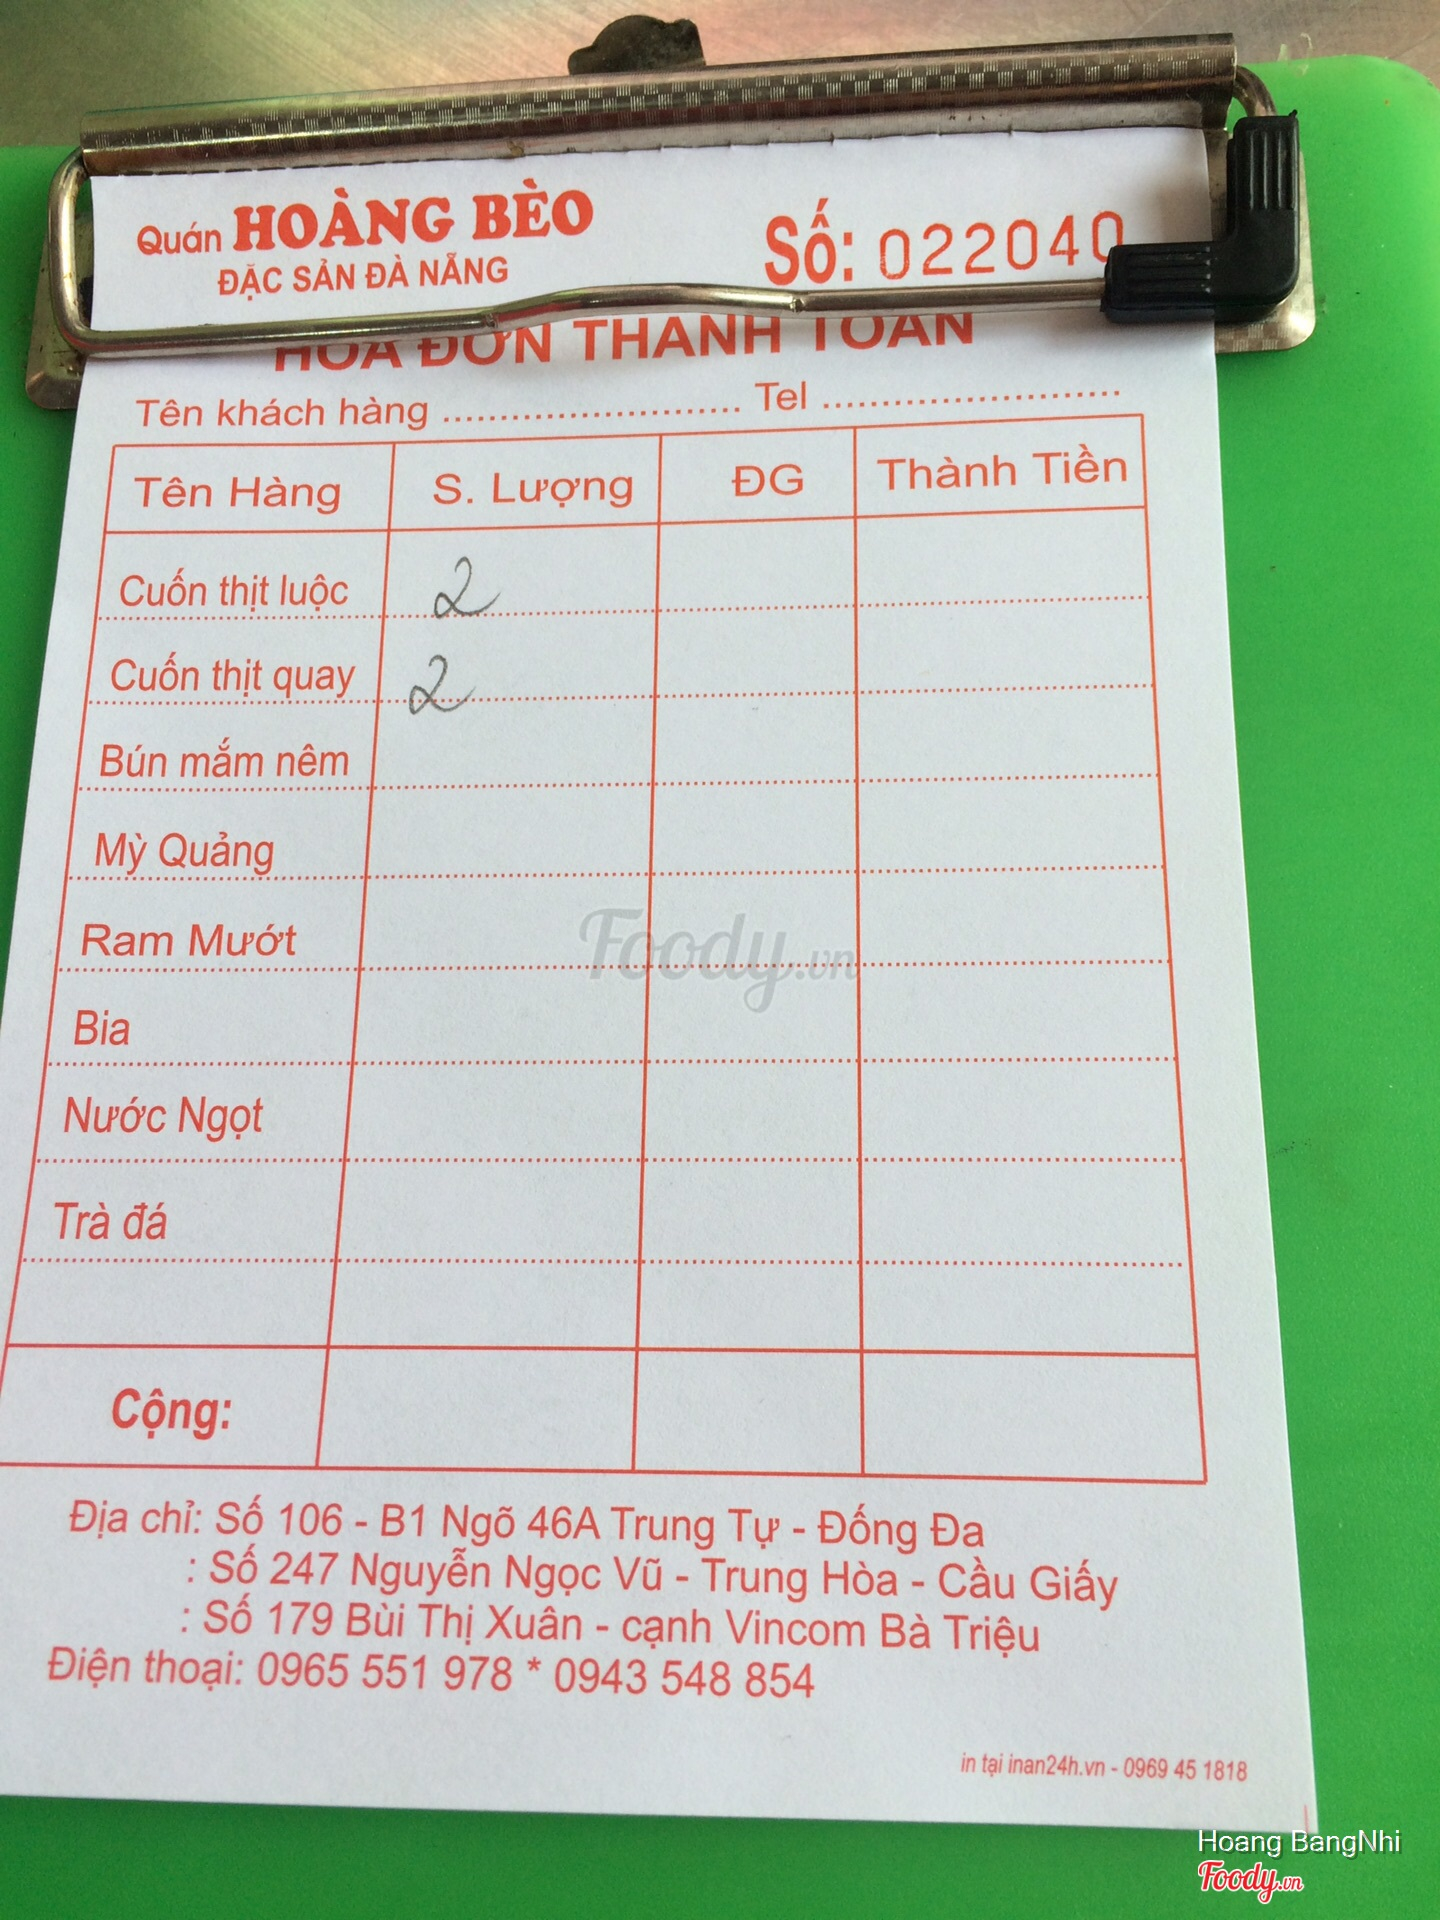 Quán HOÀNG BÈO
ĐẶC SẢN ĐÀ NẴNG
Số: 022040
HÓA ĐƠN THANH TOÁN
Tên khách hàng ........................... Tel ...........................
Tên Hàng S. Lượng ĐG Thành Tiền
Cuốn thịt luộc 2
Cuốn thịt quay 2
Bún mắm nêm
Mỳ Quảng
Ram Mướt
Bia
Nước Ngọt
Trà đá
Cộng:
Địa chỉ: Số 106 - B1 Ngõ 46A Trung Tự - Đống Đa
: Số 247 Nguyễn Ngọc Vũ - Trung Hòa - Cầu Giấy
: Số 179 Bùi Thị Xuân - cạnh Vincom Bà Triệu
Điện thoại: 0965 551 978 * 0943 548 854
in tại inan24h.vn - 0969 45 1818
Foody.vn
Hoang BangNhi
Foody.vn